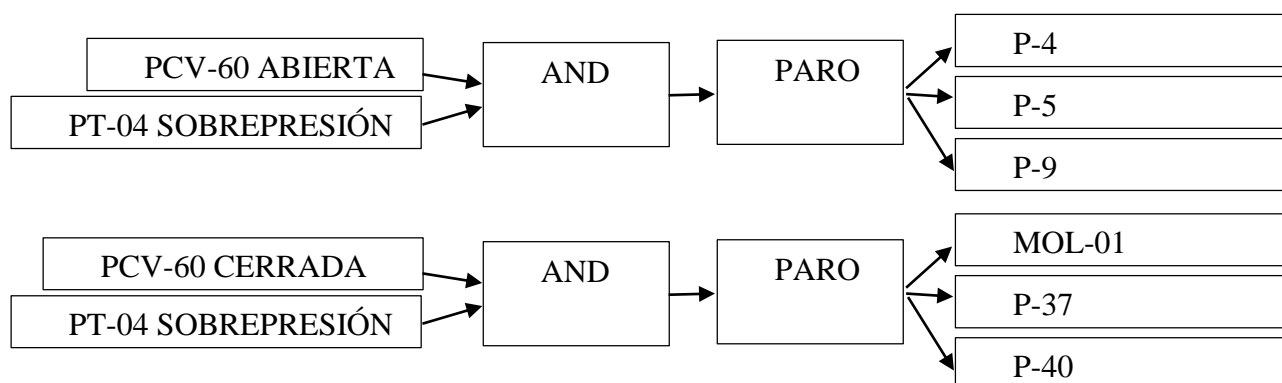 PCV-60 ABIERTA
PT-04 SOBREPRESIÓN
AND
PARO
P-4
P-5
P-9
PCV-60 CERRADA
PT-04 SOBREPRESIÓN
AND
PARO
MOL-01
P-37
P-40